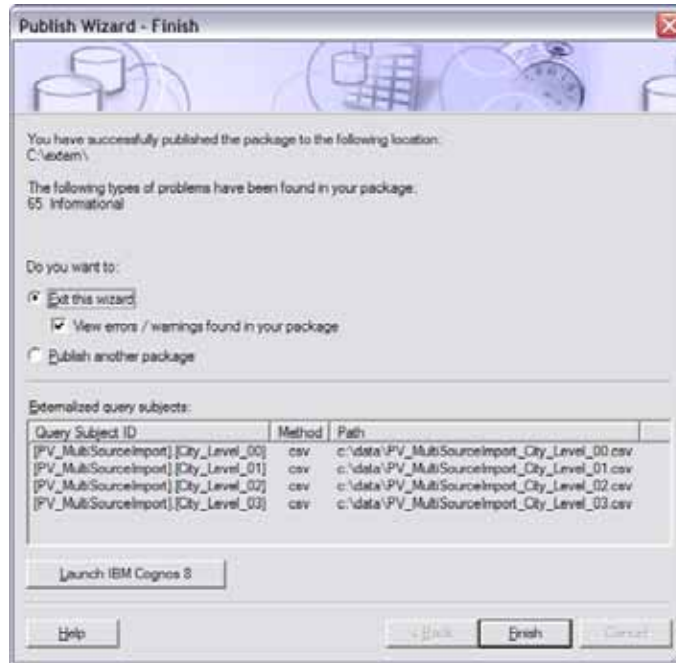 Publish Wizard - Finish
You have successfully published the package to the following location:
C:\extern\
The following types of problems have been found in your package:
65 Informational
Do you want to:
Exit this wizard
View errors / warnings found in your package
Publish another package
Externalized query subjects:
Query Subject ID Method Path
[PV_MultiSourceImport].[City_Level_00] csv c:\data\PV_MultiSourceImport_City_Level_00.csv
[PV_MultiSourceImport].[City_Level_01] csv c:\data\PV_MultiSourceImport_City_Level_01.csv
[PV_MultiSourceImport].[City_Level_02] csv c:\data\PV_MultiSourceImport_City_Level_02.csv
[PV_MultiSourceImport].[City_Level_03] csv c:\data\PV_MultiSourceImport_City_Level_03.csv
Launch IBM Cognos 8
Help < Back Finish Cancel